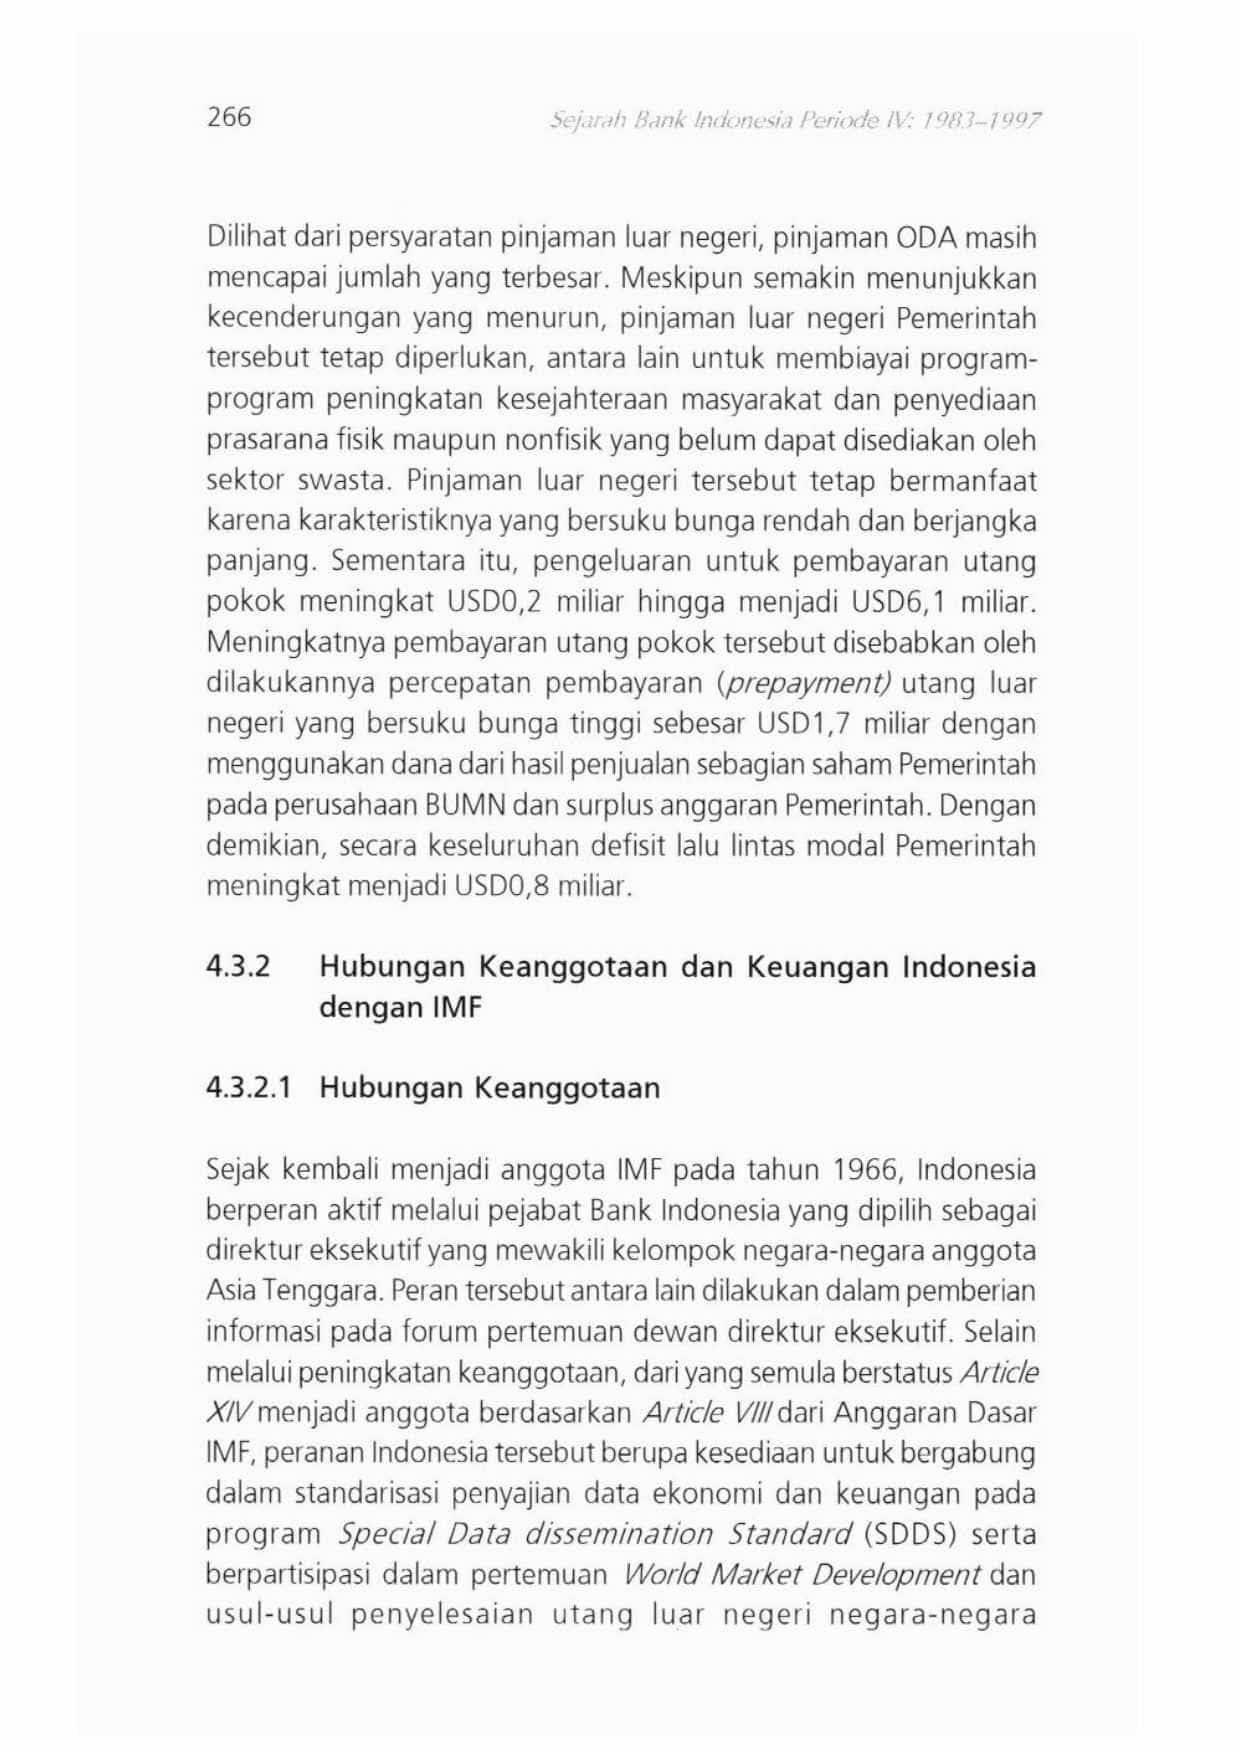 266
Sejarah Bank Indonesia Periode IV: 1983–1997
Dilihat dari persyaratan pinjaman luar negeri, pinjaman ODA masih
mencapai jumlah yang terbesar. Meskipun semakin menunjukkan
kecenderungan yang menurun, pinjaman luar negeri Pemerintah
tersebut tetap diperlukan, antara lain untuk membiayai program-
program peningkatan kesejahteraan masyarakat dan penyediaan
prasarana fisik maupun nonfisik yang belum dapat disediakan oleh
sektor swasta. Pinjaman luar negeri tersebut tetap bermanfaat
karena karakteristiknya yang bersuku bunga rendah dan berjangka
panjang. Sementara itu, pengeluaran untuk pembayaran utang
pokok meningkat USD0,2 miliar hingga menjadi USD6,1 miliar.
Meningkatnya pembayaran utang pokok tersebut disebabkan oleh
dilakukannya percepatan pembayaran (prepayment) utang luar
negeri yang bersuku bunga tinggi sebesar USD1,7 miliar dengan
menggunakan dana dari hasil penjualan sebagian saham Pemerintah
pada perusahaan BUMN dan surplus anggaran Pemerintah. Dengan
demikian, secara keseluruhan defisit lalu lintas modal Pemerintah
meningkat menjadi USD0,8 miliar.
4.3.2 Hubungan Keanggotaan dan Keuangan Indonesia
dengan IMF
4.3.2.1 Hubungan Keanggotaan
Sejak kembali menjadi anggota IMF pada tahun 1966, Indonesia
berperan aktif melalui pejabat Bank Indonesia yang dipilih sebagai
direktur eksekutif yang mewakili kelompok negara-negara anggota
Asia Tenggara. Peran tersebut antara lain dilakukan dalam pemberian
informasi pada forum pertemuan dewan direktur eksekutif. Selain
melalui peningkatan keanggotaan, dari yang semula berstatus Article
XIV menjadi anggota berdasarkan Article VIII dari Anggaran Dasar
IMF, peranan Indonesia tersebut berupa kesediaan untuk bergabung
dalam standarisasi penyajian data ekonomi dan keuangan pada
program Special Data dissemination Standard (SDDS) serta
berpartisipasi dalam pertemuan World Market Development dan
usul-usul penyelesaian utang luar negeri negara-negara